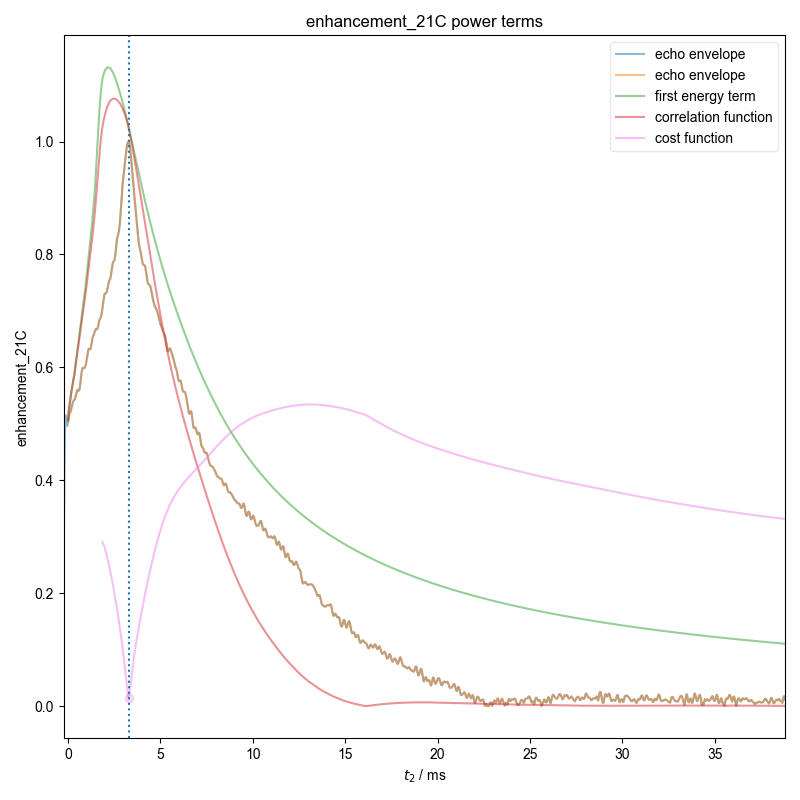 enhancement_21C power terms
echo envelope
echo envelope
first energy term
correlation function
cost function
enhancement_21C
1.0
0.8
0.6
0.4
0.2
0.0
0 5 10 15 20 25 30 35
t₂ / ms